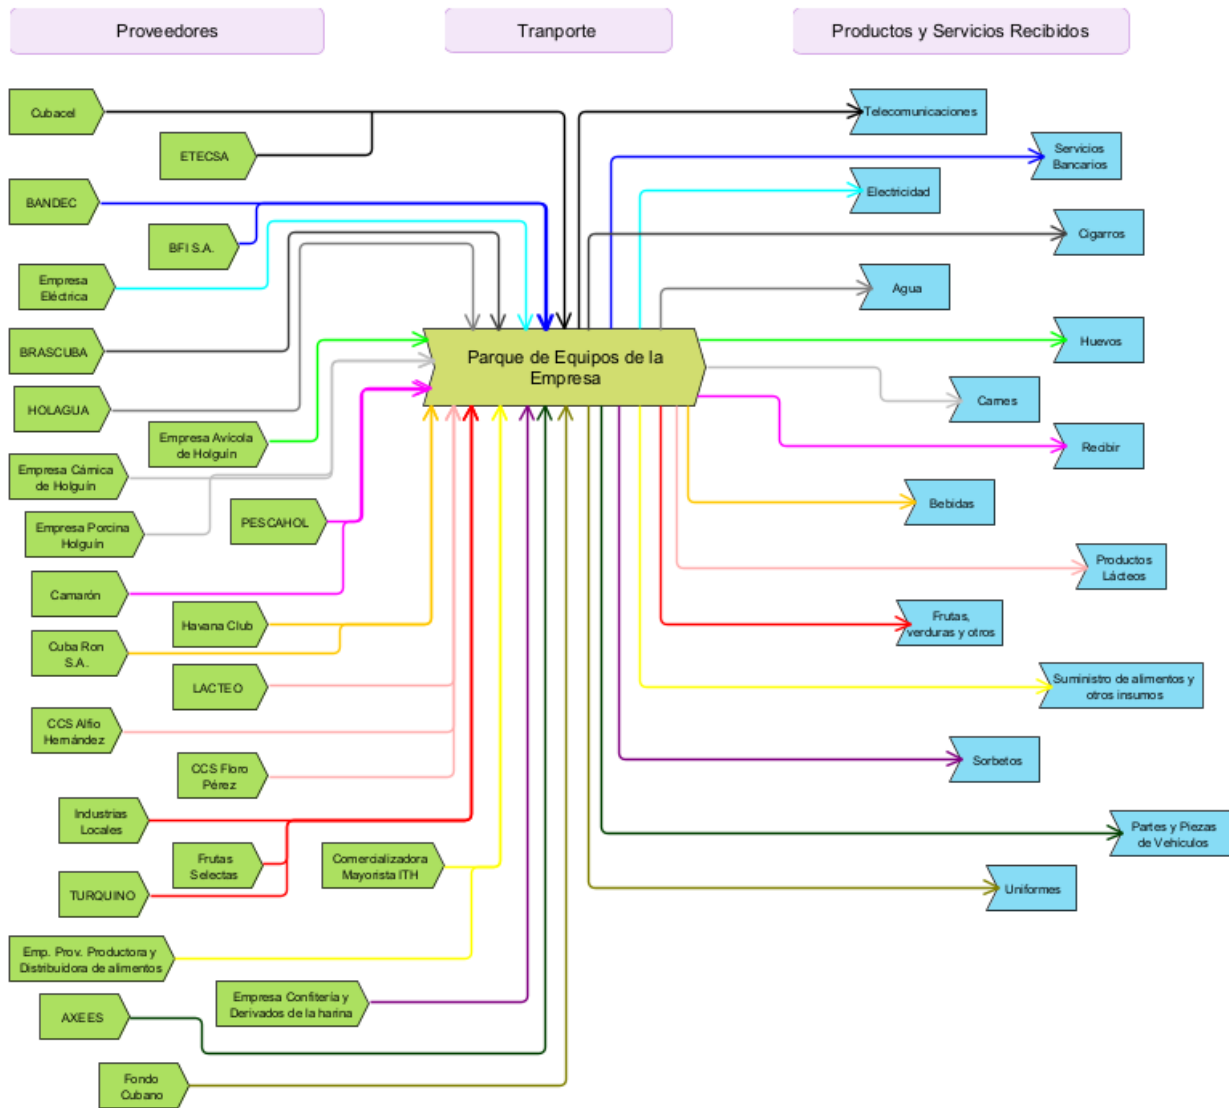 Proveedores
Tranporte
Productos y Servicios Recibidos
Cubacel
ETECSA
BANDEC
BFI S.A.
Empresa
Eléctrica
BRASCUBA
HOLAGUA
Empresa Avícola
de Holguín
Empresa Cárnica
de Holguín
Empresa Porcina
Holguín
PESCAHOL
Camarón
Havana Club
Cuba Ron
S.A.
LACTEO
CCS Alfio
Hernández
CCS Floro
Pérez
Industrias
Locales
Frutas
Selectas
TURQUINO
Comercializadora
Mayorista ITH
Emp. Prov. Productora y
Distribuidora de alimentos
Empresa Confitería y
Derivados de la harina
AXEES
Fondo
Cubano
Parque de Equipos de la
Empresa
Telecomunicaciones
Servicios
Bancarios
Electricidad
Cigarros
Agua
Huevos
Carnes
Recibir
Bebidas
Productos
Lácteos
Frutas,
verduras y otros
Suministro de alimentos y
otros insumos
Sorbetos
Partes y Piezas
de Vehículos
Uniformes